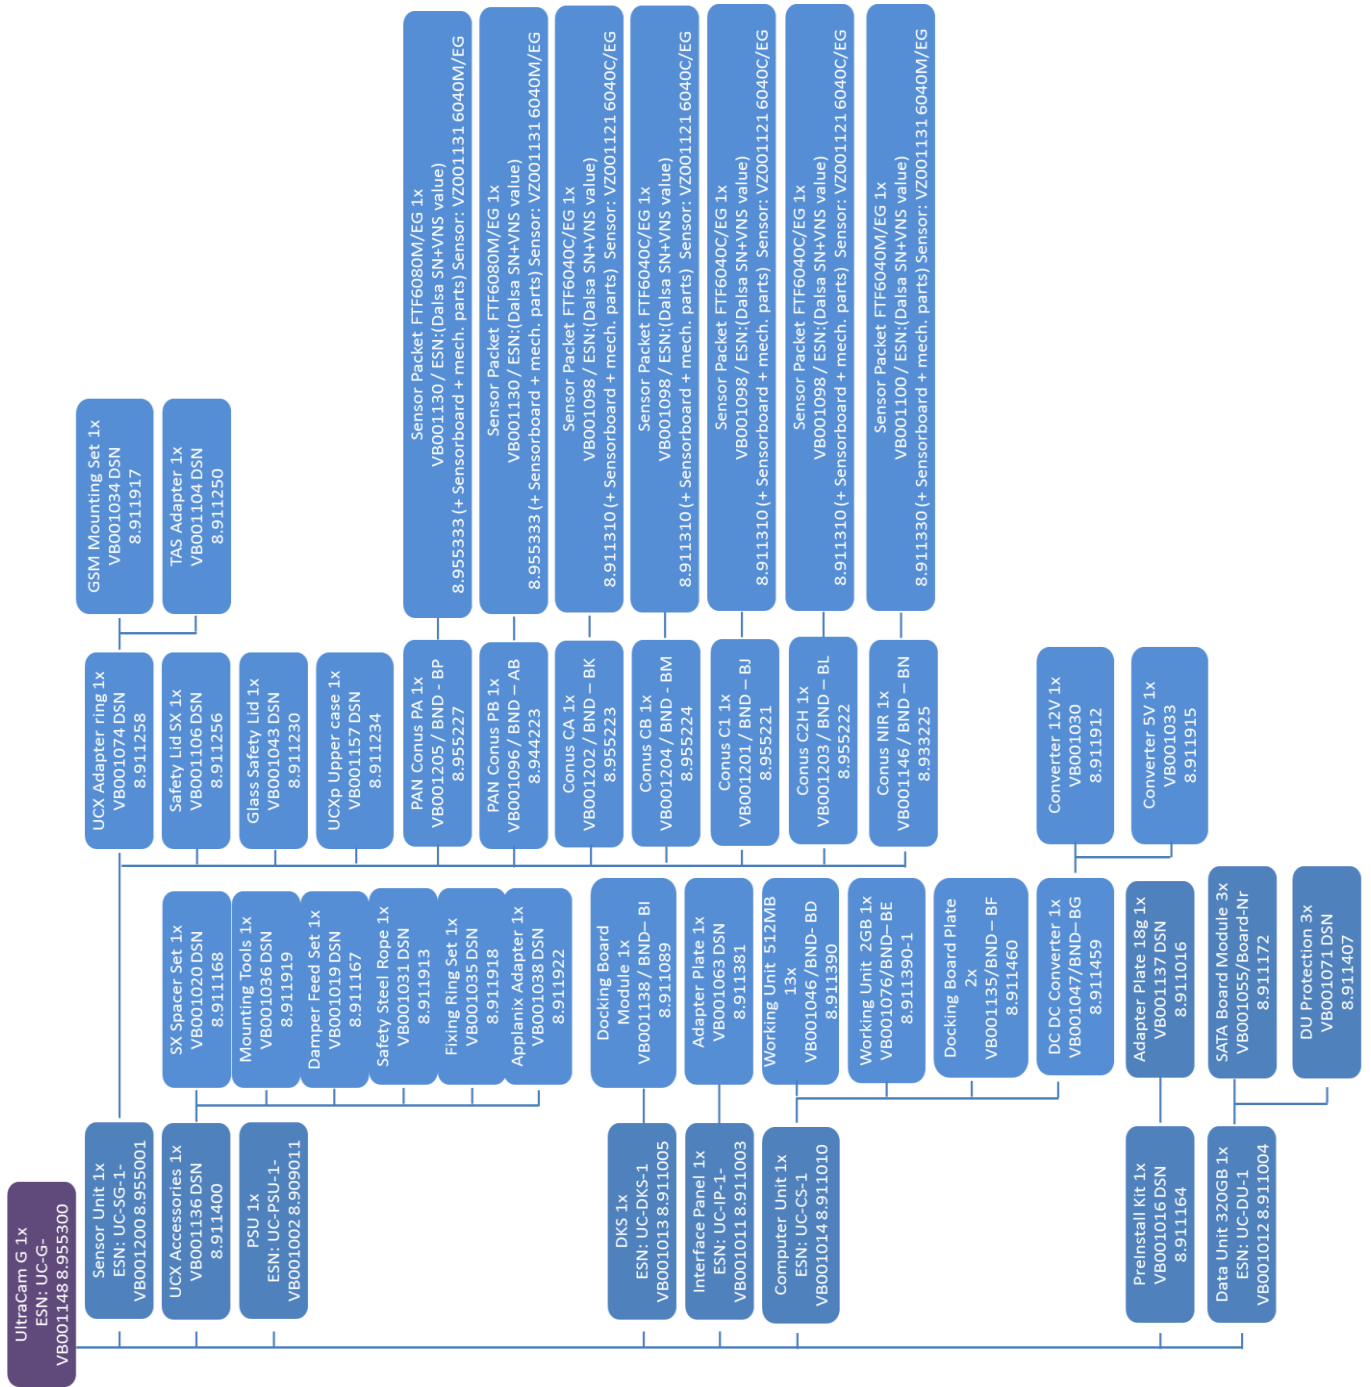 UltraCam G 1x
ESN: UC-G-
VB001148 8.955300
Sensor Unit 1x
ESN: UC-SG-1-
VB001200 8.955001
UCX Accessories 1x
VB001136 DSN
8.911400
PSU 1x
ESN: UC-PSU-1-
VB001002 8.909011
DKS 1x
ESN: UC-DKS-1
VB001013 8.911005
Interface Panel 1x
ESN: UC-IP-1-
VB001011 8.911003
Computer Unit 1x
ESN: UC-CS-1
VB001014 8.911010
PreInstall Kit 1x
VB001016 DSN
8.911164
Data Unit 320GB 1x
ESN: UC-DU-1
VB001012 8.911004
SX Spacer Set 1x
VB001020 DSN
8.911168
Mounting Tools 1x
VB001036 DSN
8.911919
Damper Feed Set 1x
VB001019 DSN
8.911167
Safety Steel Rope 1x
VB001031 DSN
8.911913
Fixing Ring Set 1x
VB001035 DSN
8.911918
Applanix Adapter 1x
VB001038 DSN
8.911922
Docking Board
Module 1x
VB001138/ BND– BI
8.911089
Adapter Plate 1x
VB001063 DSN
8.911381
Working Unit 512MB
13x
VB001046 /BND- BD
8.911390
Working Unit 2GB 1x
VB001076/BND–BE
8.911390-1
Docking Board Plate
2x
VB001135/BND– BF
8.911460
DC DC Converter 1x
VB001047/BND–BG
8.911459
Adapter Plate 18g 1x
VB001137 DSN
8.911016
SATA Board Module 3x
VB001055/Board-Nr
8.911172
DU Protection 3x
VB001071 DSN
8.911407
UCX Adapter ring 1x
VB001074 DSN
8.911258
Safety Lid SX 1x
VB001106 DSN
8.911256
Glass Safety Lid 1x
VB001043 DSN
8.911230
UCXp Upper case 1x
VB001157 DSN
8.911234
PAN Conus PA 1x
VB001205 / BND - BP
8.955227
PAN Conus PB 1x
VB001096 / BND – AB
8.944223
Conus CA 1x
VB001202 / BND – BK
8.955223
Conus CB 1x
VB001204 / BND - BM
8.955224
Conus C1 1x
VB001201 / BND – BJ
8.955221
Conus C2H 1x
VB001203 / BND – BL
8.955222
Conus NIR 1x
VB001146 / BND – BN
8.933225
Converter 12V 1x
VB001030
8.911912
Converter 5V 1x
VB001033
8.911915
GSM Mounting Set 1x
VB001034 DSN
8.911917
TAS Adapter 1x
VB001104 DSN
8.911250
Sensor Packet FTF6080M/EG 1x
VB001130 / ESN:(Dalsa SN+VNS value)
8.955333 (+ Sensorboard + mech. parts) Sensor: VZ001131 6040M/EG
Sensor Packet FTF6080M/EG 1x
VB001130 / ESN:(Dalsa SN+VNS value)
8.955333 (+ Sensorboard + mech. parts) Sensor: VZ001131 6040M/EG
Sensor Packet FTF6040C/EG 1x
VB001098 / ESN:(Dalsa SN+VNS value)
8.911310 (+ Sensorboard + mech. parts) Sensor: VZ001121 6040C/EG
Sensor Packet FTF6040C/EG 1x
VB001098 / ESN:(Dalsa SN+VNS value)
8.911310 (+ Sensorboard + mech. parts) Sensor: VZ001121 6040C/EG
Sensor Packet FTF6040C/EG 1x
VB001098 / ESN:(Dalsa SN+VNS value)
8.911310 (+ Sensorboard + mech. parts) Sensor: VZ001121 6040C/EG
Sensor Packet FTF6040C/EG 1x
VB001098 / ESN:(Dalsa SN+VNS value)
8.911310 (+ Sensorboard + mech. parts) Sensor: VZ001121 6040C/EG
Sensor Packet FTF6040M/EG 1x
VB001100 / ESN:(Dalsa SN+VNS value)
8.911330 (+ Sensorboard + mech. parts) Sensor: VZ001131 6040M/EG